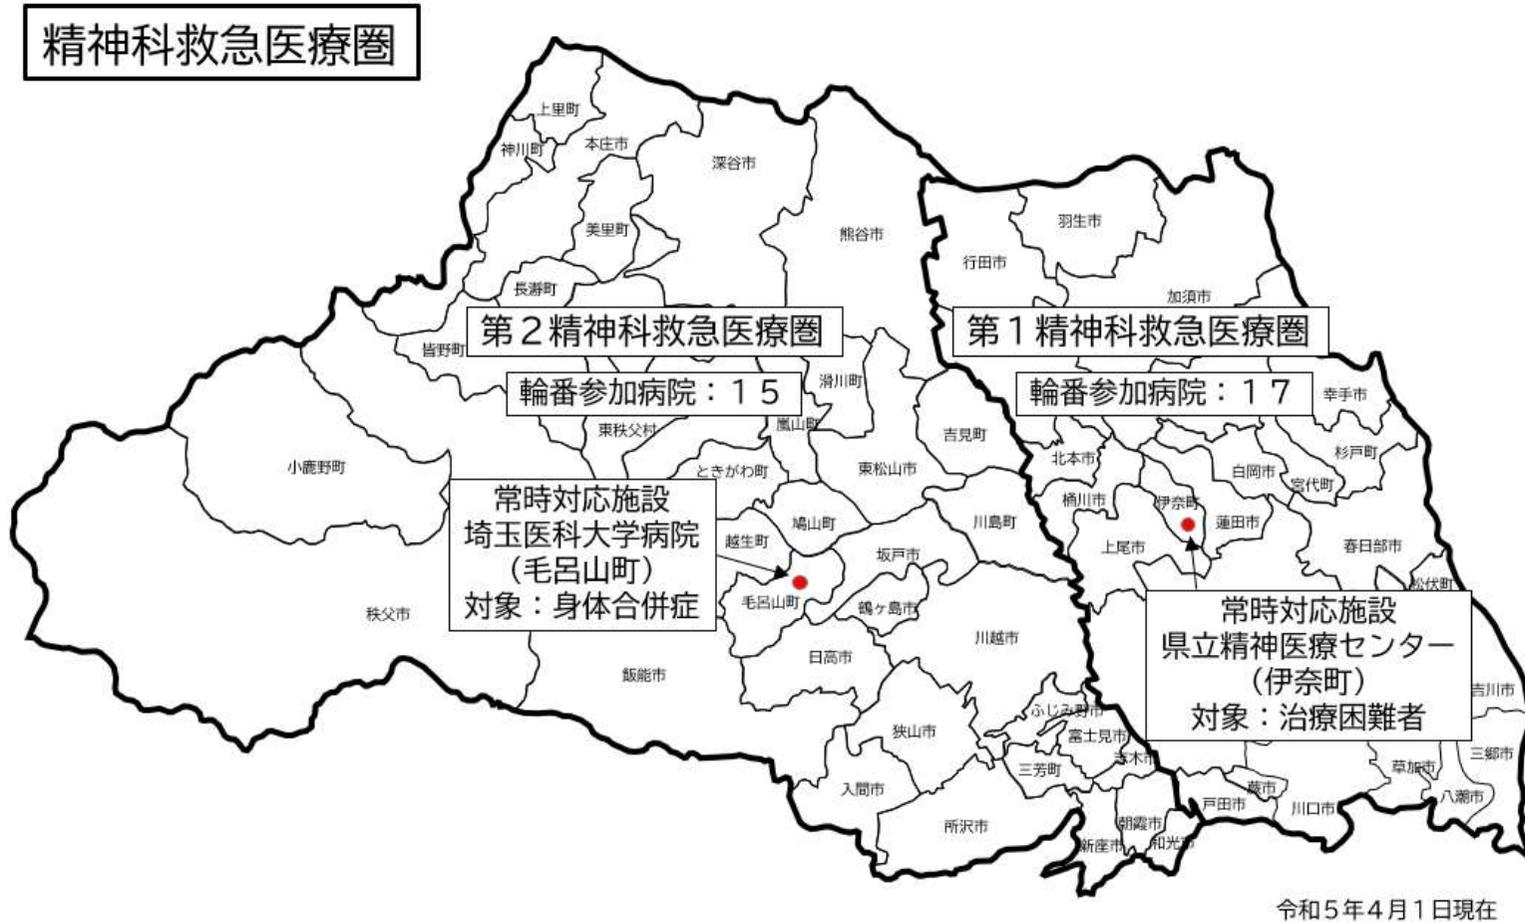 精神科救急医療圏
上里町
神川町
本庄市
深谷市
美里町
熊谷市
羽生市
行田市
長瀞町
加須市
第2精神科救急医療圏
第1精神科救急医療圏
皆野町
滑川町
輪番参加病院:15
輪番参加病院:17
幸手市
東秩父村
嵐山町
吉見町
北本市
杉戸町
小鹿野町
ときがわ町
東松山市
白岡市
宮代町
桶川市
伊奈町
蓮田市
常時対応施設
埼玉医科大学病院
(毛呂山町)
対象:身体合併症
鳩山町
川島町
越生町
坂戸市
上尾市
春日部市
松伏町
毛呂山町
鶴ヶ島市
秩父市
常時対応施設
県立精神医療センター
(伊奈町)
対象:治療困難者
川越市
日高市
飯能市
吉川市
ふじみ野市
狭山市
富士見市
志木市
三芳町
三郷市
草加市
入間市
蕨市
八潮市
戸田市
川口市
所沢市
朝霞市
新座市
和光市
令和5年4月1日現在